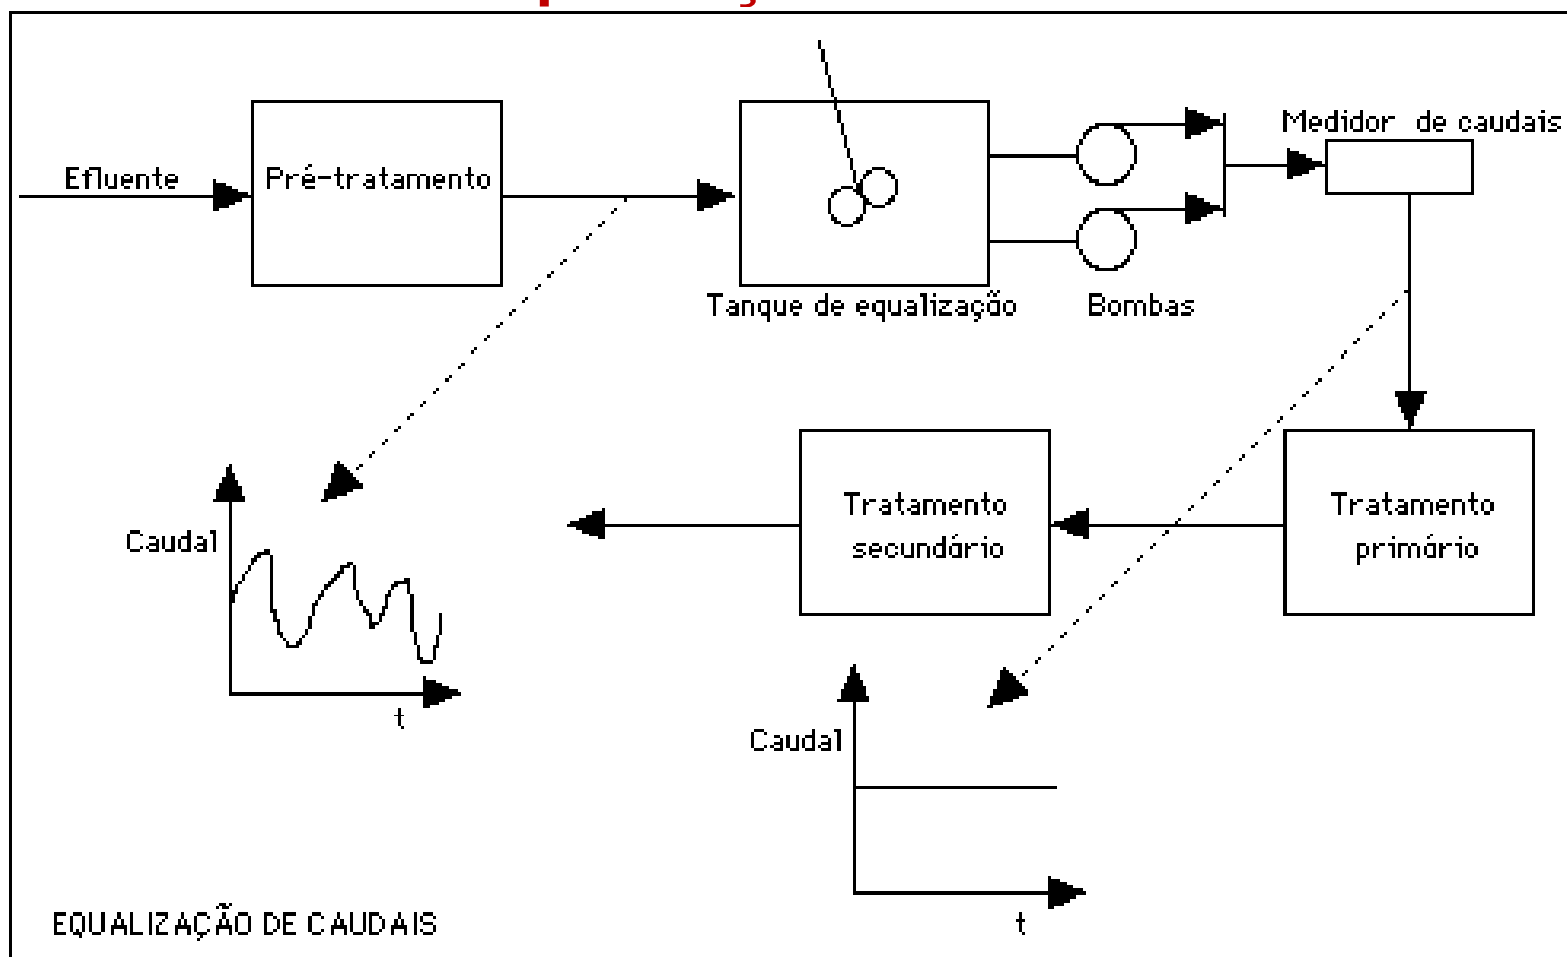 Efluente
Pré-tratamento
Medidor de caudais
Tanque de equalização
Bombas
Caudal
t
Tratamento
secundário
Tratamento
primário
Caudal
t
EQUALIZAÇÃO DE CAUDAIS